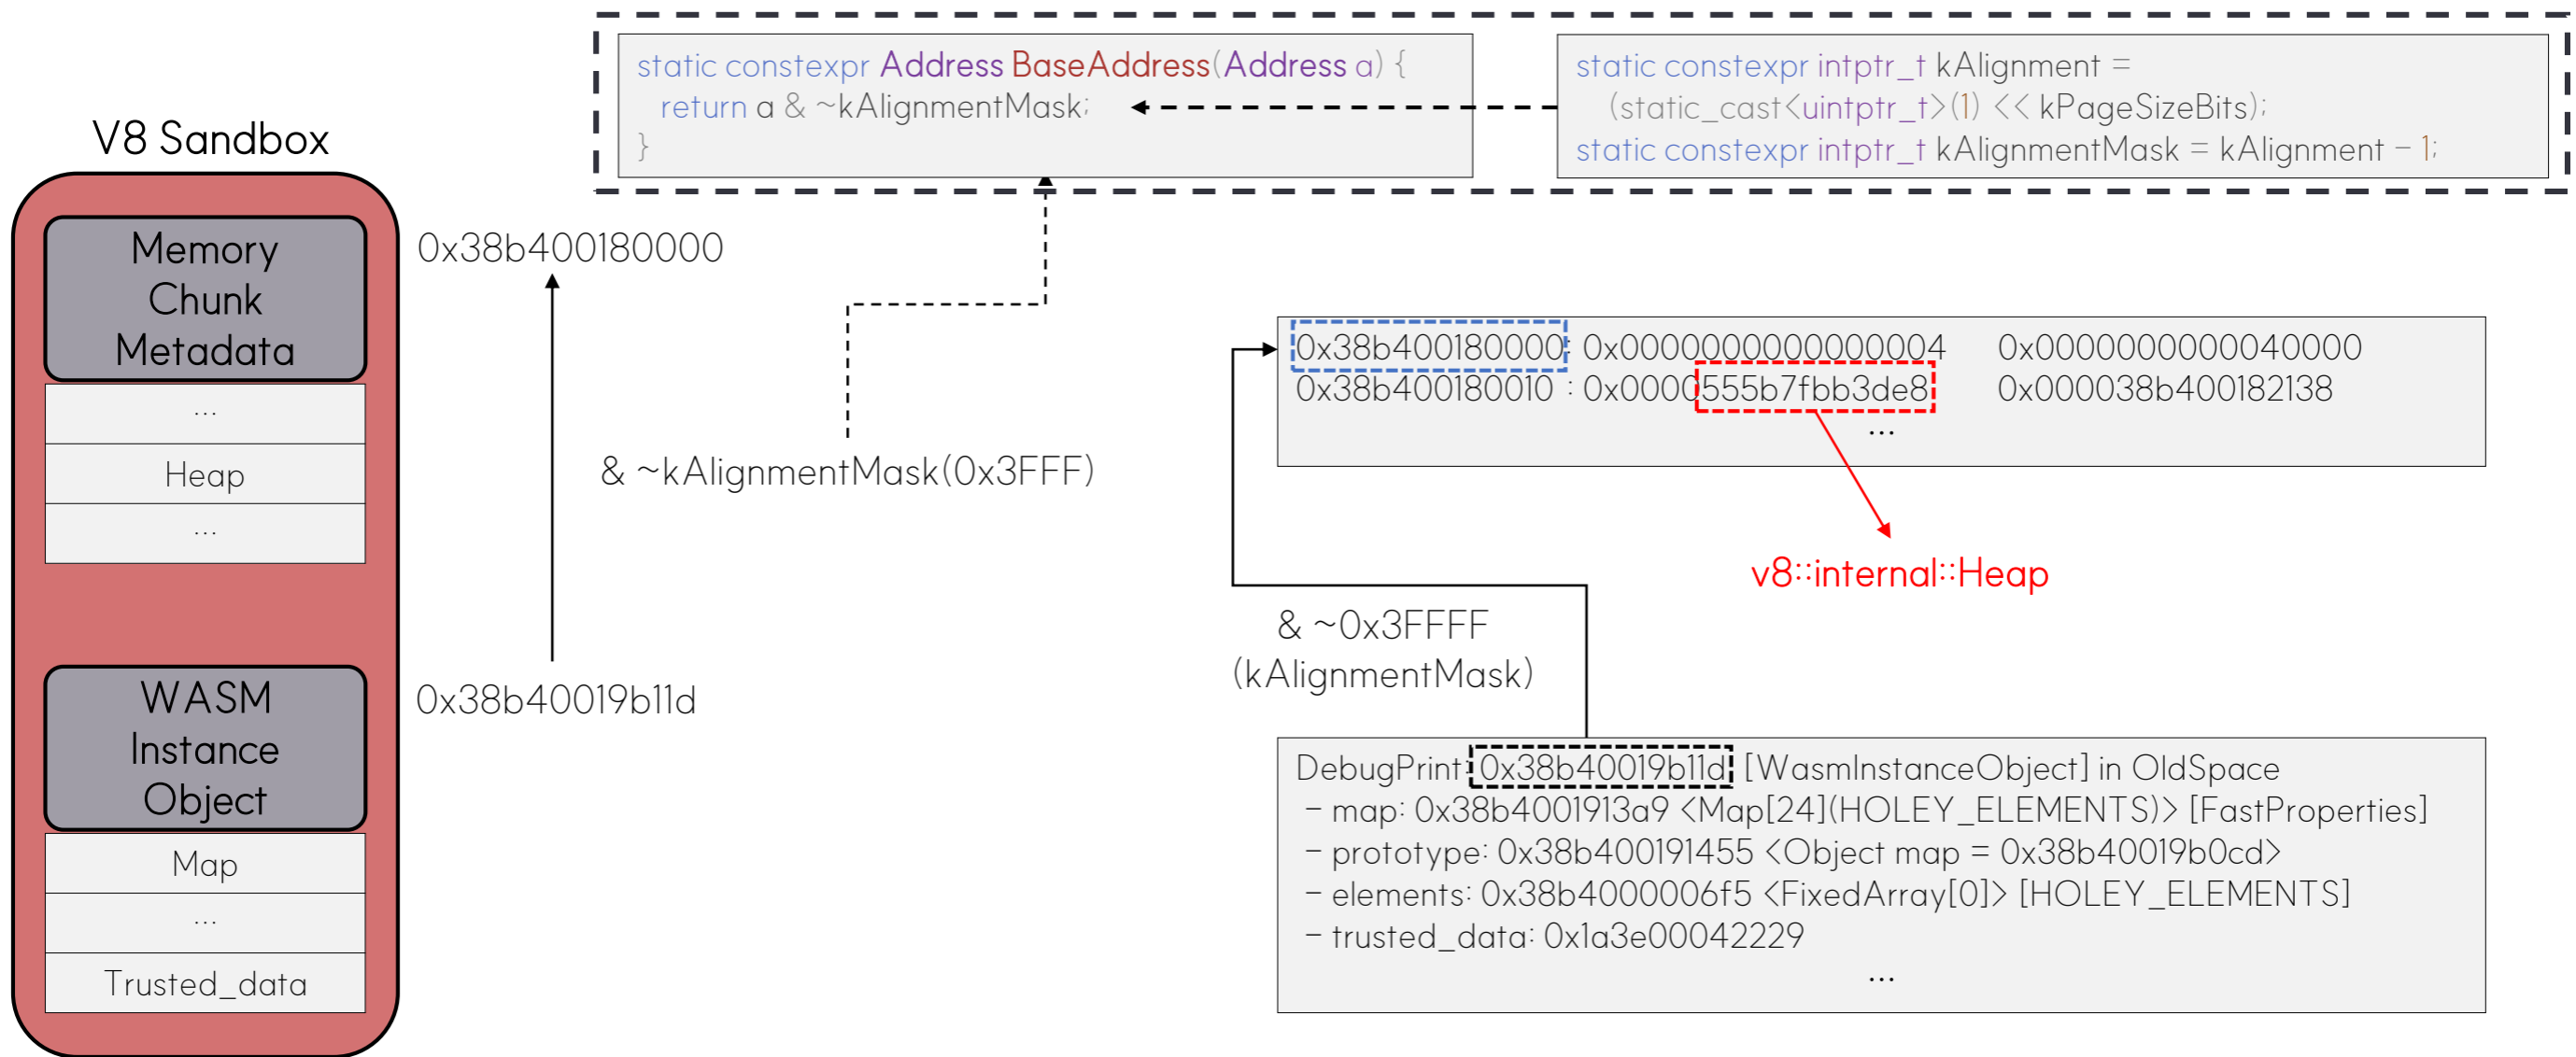 static constexpr Address BaseAddress(Address a) {
return a & ~kAlignmentMask;
}
static constexpr intptr_t kAlignment =
(static_cast<uintptr_t>(1) << kPageSizeBits);
static constexpr intptr_t kAlignmentMask = kAlignment - 1;
V8 Sandbox
Memory
Chunk
Metadata
...
Heap
...
WASM
Instance
Object
Map
...
Trusted_data
0x38b400180000
& ~kAlignmentMask(0x3FFF)
0x38b40019b11d
0x38b400180000: 0x0000000000000004 0x0000000000040000
0x38b400180010 : 0x0000555b7fbb3de8 0x000038b400182138
...
v8::internal::Heap
& ~0x3FFFF
(kAlignmentMask)
DebugPrint: 0x38b40019b11d [WasmInstanceObject] in OldSpace
- map: 0x38b4001913a9 <Map[24](HOLEY_ELEMENTS)> [FastProperties]
- prototype: 0x38b400191455 <Object map = 0x38b40019b0cd>
- elements: 0x38b4000006f5 <FixedArray[0]> [HOLEY_ELEMENTS]
- trusted_data: 0x1a3e00042229
...